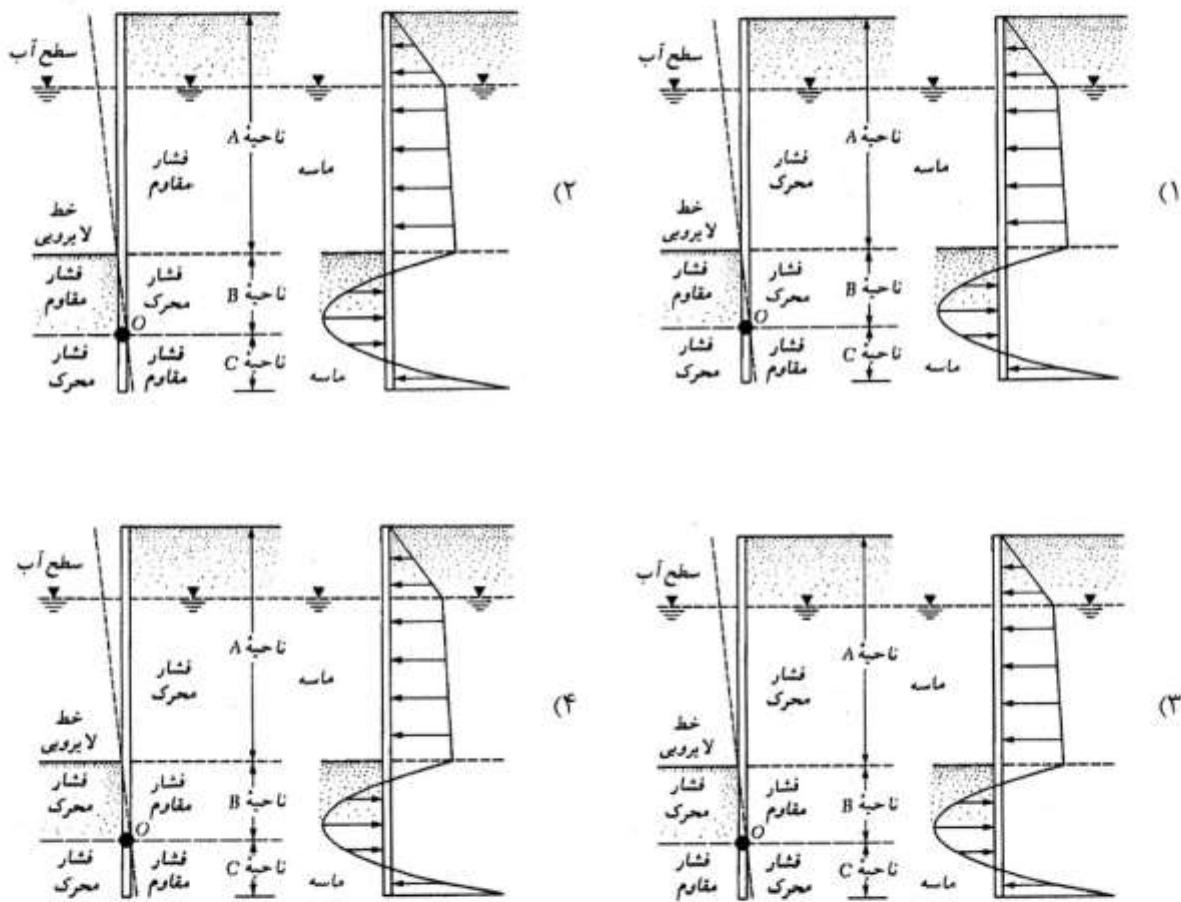 ۱)
سطح آب
ناحیهٔ A
فشار
محرک
ماسه
خط
لایروبی
فشار
مقاوم
فشار
محرک
ناحیهٔ B
O
فشار
محرک
فشار
مقاوم
ناحیهٔ C
ماسه
۲)
سطح آب
ناحیهٔ A
فشار
مقاوم
ماسه
خط
لایروبی
فشار
مقاوم
فشار
محرک
ناحیهٔ B
O
فشار
محرک
فشار
مقاوم
ناحیهٔ C
ماسه
۳)
سطح آب
ناحیهٔ A
فشار
محرک
ماسه
خط
لایروبی
فشار
محرک
فشار
مقاوم
ناحیهٔ B
O
فشار
مقاوم
فشار
محرک
ناحیهٔ C
ماسه
۴)
سطح آب
ناحیهٔ A
فشار
محرک
ماسه
خط
لایروبی
فشار
محرک
فشار
مقاوم
ناحیهٔ B
O
فشار
محرک
فشار
مقاوم
ناحیهٔ C
ماسه